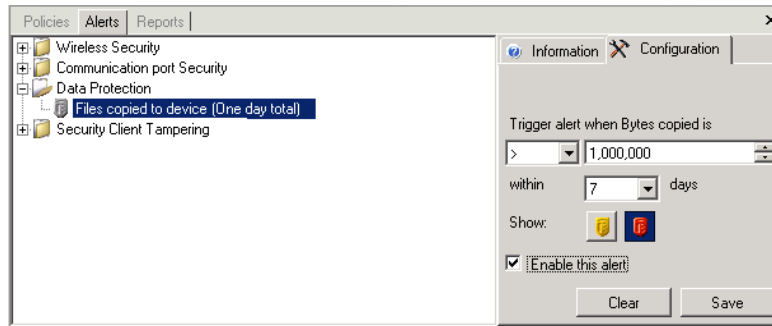 Policies Alerts Reports
Wireless Security
Communication port Security
Data Protection
Files copied to device (One day total)
Security Client Tampering
Information Configuration
Trigger alert when Bytes copied is
> 1,000,000
within 7 days
Show:
Enable this alert
Clear Save